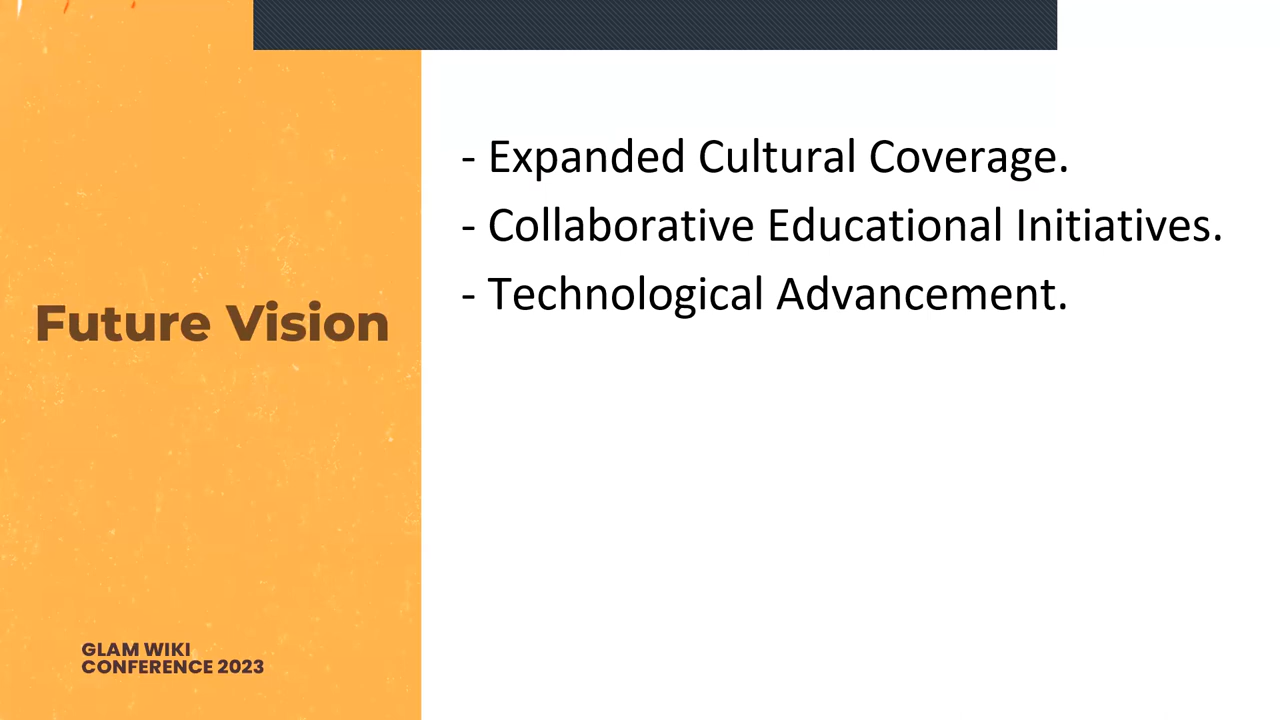 Future Vision
- Expanded Cultural Coverage.
- Collaborative Educational Initiatives.
- Technological Advancement.
GLAM WIKI
CONFERENCE 2023